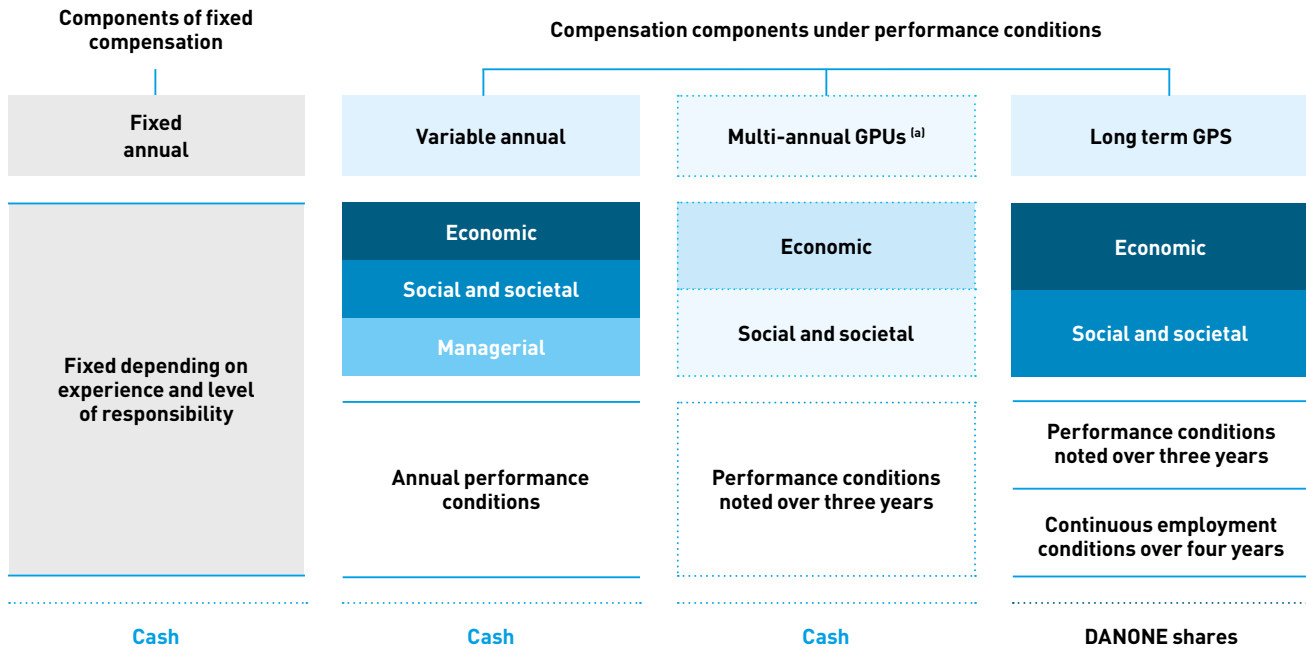 Components of fixed
compensation
Compensation components under performance conditions
Fixed
annual
Variable annual
Multi-annual GPUs (a)
Long term GPS
Fixed depending on
experience and level
of responsibility
Economic
Social and societal
Managerial
Economic
Social and societal
Economic
Social and societal
Annual performance
conditions
Performance conditions
noted over three years
Performance conditions
noted over three years
Continuous employment
conditions over four years
Cash
Cash
Cash
DANONE shares